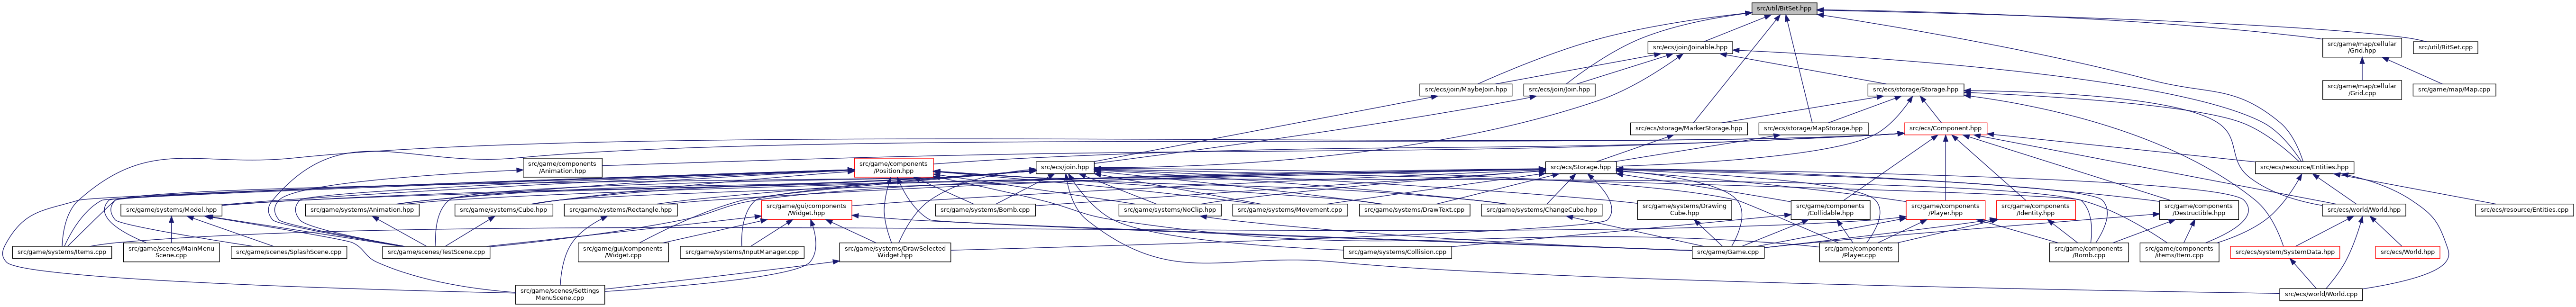 src/util/BitSet.hpp
src/ecs/join/Joinable.hpp
src/game/map/cellular
/Grid.hpp
src/util/BitSet.cpp
src/ecs/join/MaybeJoin.hpp
src/ecs/join/Join.hpp
src/ecs/storage/Storage.hpp
src/game/map/cellular
/Grid.cpp
src/game/map/Map.cpp
src/ecs/storage/MarkerStorage.hpp
src/ecs/storage/MapStorage.hpp
src/ecs/Component.hpp
src/game/components
/Animation.hpp
src/game/components
/Position.hpp
src/ecs/join.hpp
src/ecs/Storage.hpp
src/ecs/resource/Entities.hpp
src/game/systems/Model.hpp
src/game/systems/Animation.hpp
src/game/systems/Cube.hpp
src/game/systems/Rectangle.hpp
src/game/gui/components
/Widget.hpp
src/game/systems/Bomb.cpp
src/game/systems/NoClip.hpp
src/game/systems/Movement.cpp
src/game/systems/DrawText.cpp
src/game/systems/ChangeCube.hpp
src/game/systems/Drawing
Cube.hpp
src/game/components
/Collidable.hpp
src/game/components
/Player.hpp
src/game/components
/Identity.hpp
src/game/components
/Destructible.hpp
src/ecs/world/World.hpp
src/ecs/resource/Entities.cpp
src/game/systems/Items.cpp
src/game/scenes/MainMenu
Scene.cpp
src/game/scenes/SplashScene.cpp
src/game/scenes/TestScene.cpp
src/game/gui/components
/Widget.cpp
src/game/systems/InputManager.cpp
src/game/systems/DrawSelected
Widget.hpp
src/game/systems/Collision.cpp
src/game/Game.cpp
src/game/components
/Player.cpp
src/game/components
/Bomb.cpp
src/game/components
/items/Item.cpp
src/ecs/system/SystemData.hpp
src/ecs/World.hpp
src/game/scenes/Settings
MenuScene.cpp
src/ecs/world/World.cpp